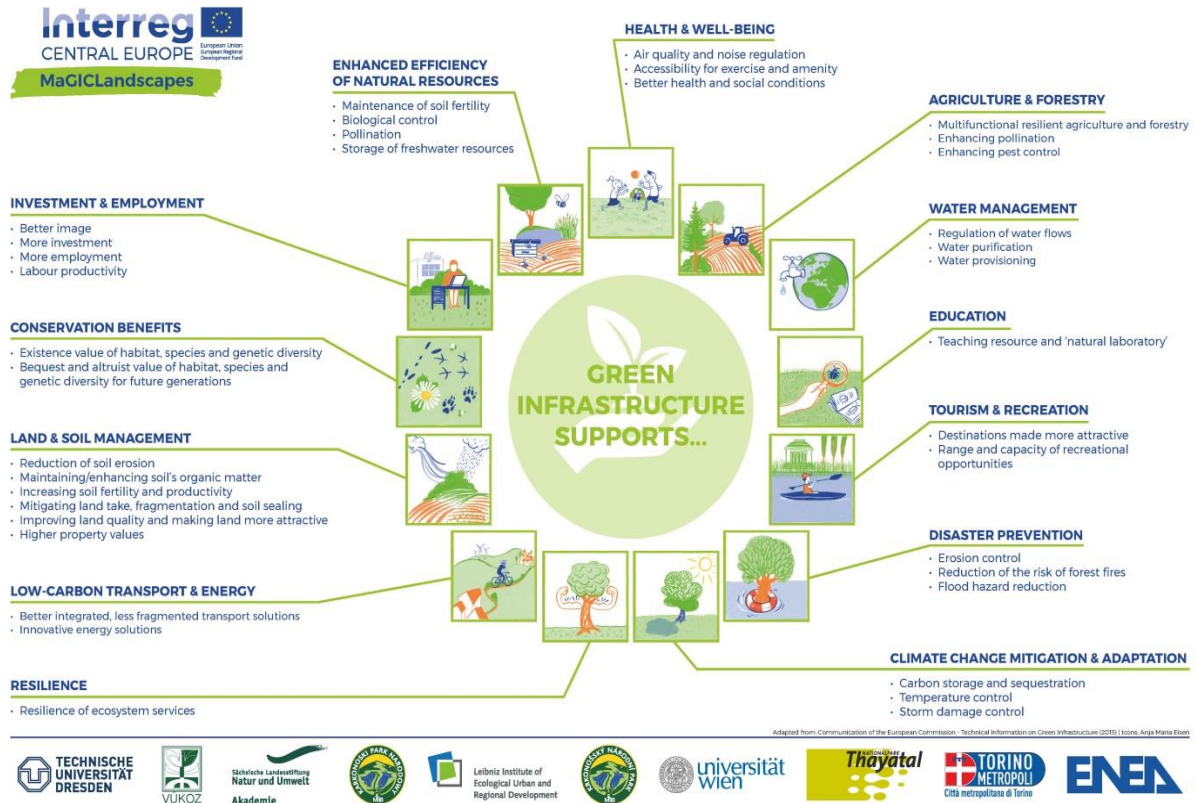 Interreg
CENTRAL EUROPE
European Union
European Regional
Development Fund
MaGICLandscapes
HEALTH & WELL-BEING
· Air quality and noise regulation
· Accessibility for exercise and amenity
· Better health and social conditions
ENHANCED EFFICIENCY
OF NATURAL RESOURCES
· Maintenance of soil fertility
· Biological control
· Pollination
· Storage of freshwater resources
AGRICULTURE & FORESTRY
· Multifunctional resilient agriculture and forestry
· Enhancing pollination
· Enhancing pest control
INVESTMENT & EMPLOYMENT
· Better image
· More investment
· More employment
· Labour productivity
WATER MANAGEMENT
· Regulation of water flows
· Water purification
· Water provisioning
CONSERVATION BENEFITS
· Existence value of habitat, species and genetic diversity
· Bequest and altruist value of habitat, species and
genetic diversity for future generations
EDUCATION
· Teaching resource and 'natural laboratory'
GREEN
INFRASTRUCTURE
SUPPORTS...
TOURISM & RECREATION
· Destinations made more attractive
· Range and capacity of recreational
opportunities
LAND & SOIL MANAGEMENT
· Reduction of soil erosion
· Maintaining/enhancing soil's organic matter
· Increasing soil fertility and productivity
· Mitigating land take, fragmentation and soil sealing
· Improving land quality and making land more attractive
· Higher property values
DISASTER PREVENTION
· Erosion control
· Reduction of the risk of forest fires
· Flood hazard reduction
LOW-CARBON TRANSPORT & ENERGY
· Better integrated, less fragmented transport solutions
· Innovative energy solutions
CLIMATE CHANGE MITIGATION & ADAPTATION
· Carbon storage and sequestration
· Temperature control
· Storm damage control
RESILIENCE
· Resilience of ecosystem services
Adapted from: Communication of the European Commission - Technical Information on Green Infrastructure (2013) | Icons: Anja Maria Eisen
TECHNISCHE
UNIVERSITÄT
DRESDEN
VÚKOZ
Sächsische Landesstiftung
Natur und Umwelt
Akademie
KARKONOSKI PARK NARODOWY
MaB
Leibniz Institute of
Ecological Urban and
Regional Development
KRKONOŠSKÝ NÁRODNÍ PARK
MaB
universität
wien
NATIONALPARK
Thayatal
TORINO
METROPOLI
Città metropolitana di Torino
ENEA